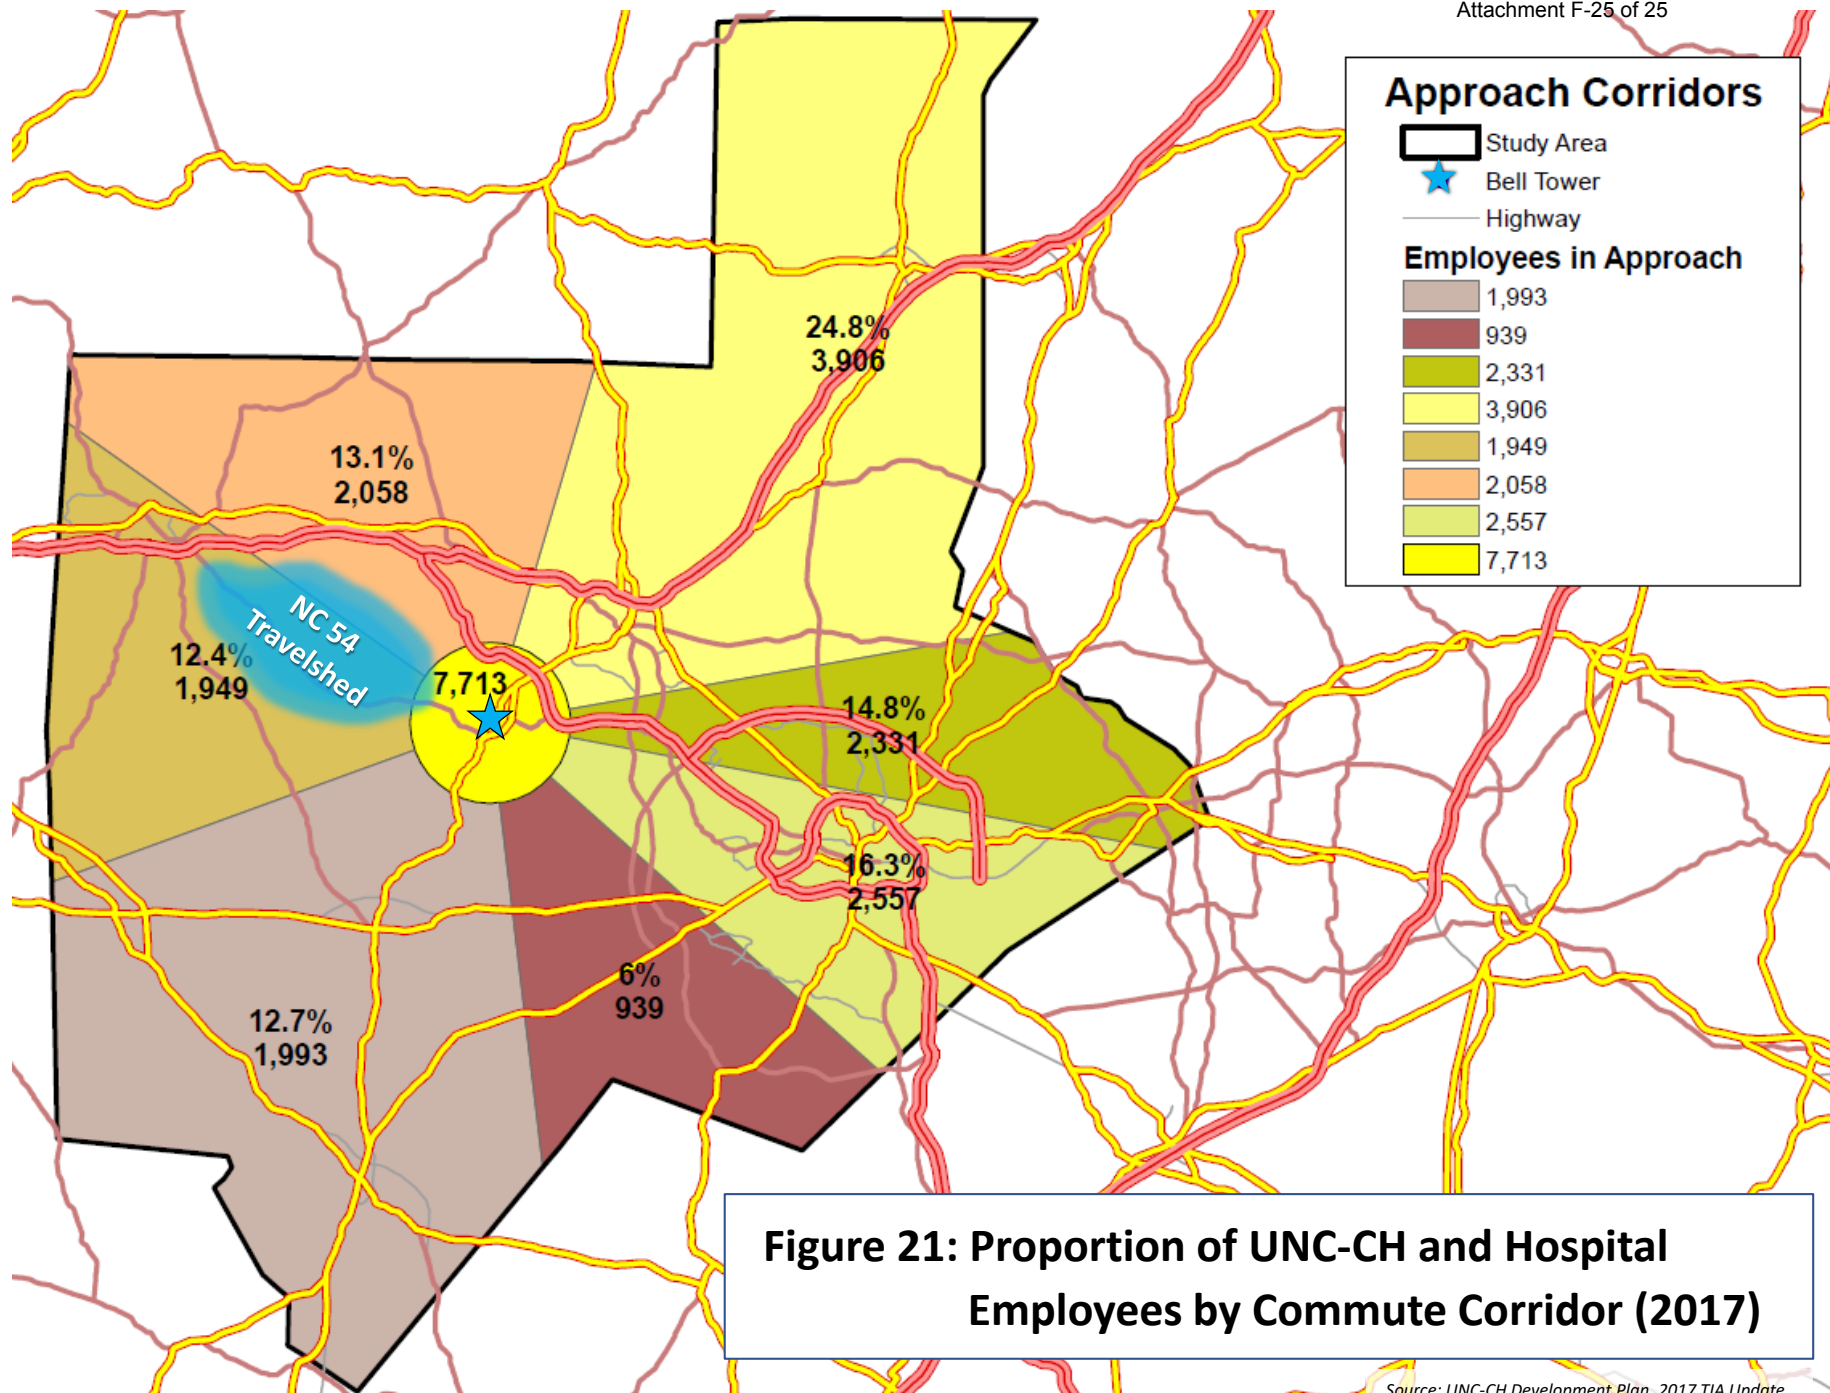 Attachment F-25 of 25
Approach Corridors
Study Area
Bell Tower
Highway
Employees in Approach
1,993
939
2,331
3,906
1,949
2,058
2,557
7,713
24.8%
3,906
13.1%
2,058
NC 54
Travelshed
12.4%
1,949
7,713
14.8%
2,331
16.3%
2,557
6%
939
12.7%
1,993
Figure 21: Proportion of UNC-CH and Hospital
Employees by Commute Corridor (2017)
Source: UNC-CH Development Plan, 2017 TIA Update